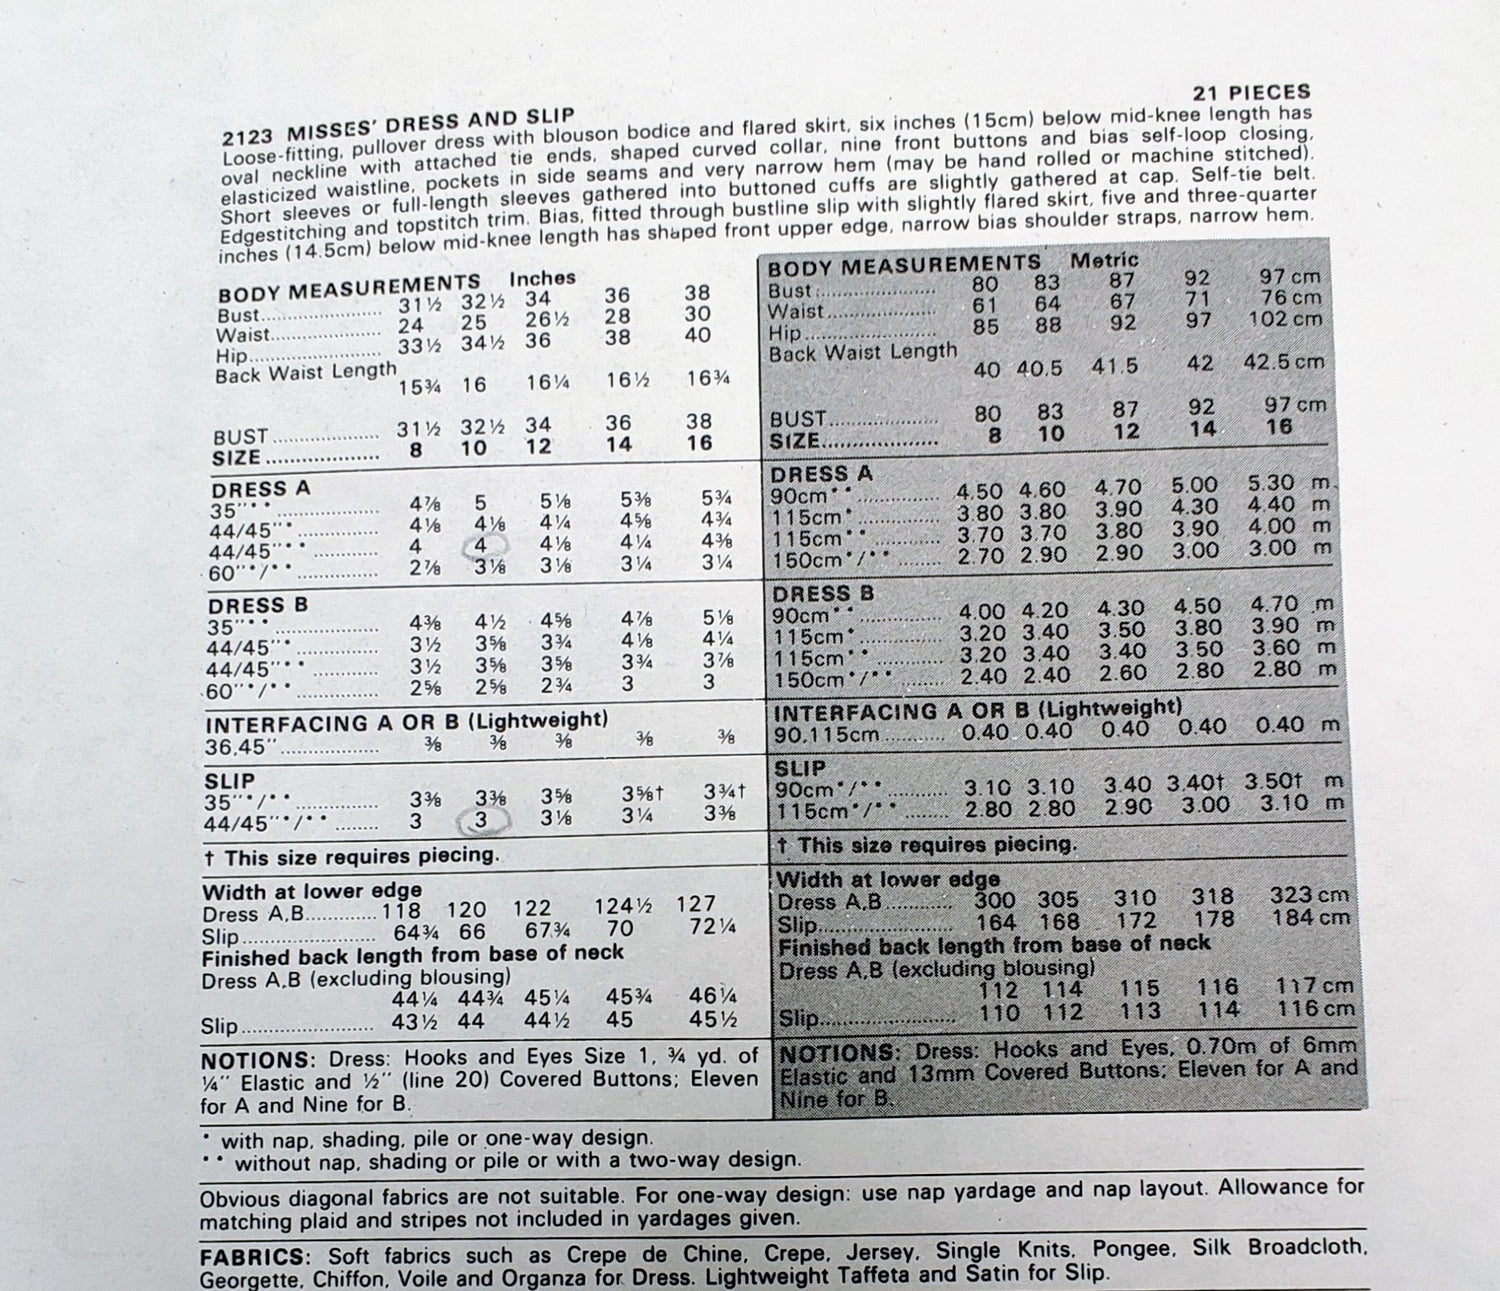 21 PIECES
2123 MISSES' DRESS AND SLIP
Loose-fitting, pullover dress with blouson bodice and flared skirt, six inches (15cm) below mid-knee length has
oval neckline with attached tie ends, shaped curved collar, nine front buttons and bias self-loop closing,
elasticized waistline, pockets in side seams and very narrow hem (may be hand rolled or machine stitched).
Short sleeves or full-length sleeves gathered into buttoned cuffs are slightly gathered at cap. Self-tie belt.
Edgestitching and topstitch trim. Bias, fitted through bustline slip with slightly flared skirt, five and three-quarter
inches (14.5cm) below mid-knee length has shaped front upper edge, narrow bias shoulder straps, narrow hem.
BODY MEASUREMENTS Inches
Bust 31½ 32½ 34 36 38
Waist 24 25 26½ 28 30
Hip 33½ 34½ 36 38 40
Back Waist Length
15¾ 16 16¼ 16½ 16¾
BUST 31½ 32½ 34 36 38
SIZE 8 10 12 14 16
DRESS A
35"** 4⅞ 5 5⅛ 5⅜ 5¾
44/45"* 4⅛ 4⅛ 4¼ 4⅝ 4¾
44/45"** 4 4 4⅛ 4¼ 4⅜
60"*/** 2⅞ 3⅛ 3⅛ 3¼ 3¼
DRESS B
35"** 4⅜ 4½ 4⅝ 4⅞ 5⅛
44/45"* 3½ 3⅝ 3¾ 4⅛ 4¼
44/45"** 3½ 3⅝ 3⅝ 3¾ 3⅞
60"*/** 2⅝ 2⅝ 2¾ 3 3
INTERFACING A OR B (Lightweight)
36,45" ⅜ ⅜ ⅜ ⅜ ⅜
SLIP
35"*/** 3⅜ 3⅜ 3⅝ 3⅝† 3¾†
44/45"*/** 3 3 3⅛ 3¼ 3⅜
† This size requires piecing.
Width at lower edge
Dress A,B 118 120 122 124½ 127
Slip 64¾ 66 67¾ 70 72¼
Finished back length from base of neck
Dress A,B (excluding blousing)
44¼ 44¾ 45¼ 45¾ 46¼
Slip 43½ 44 44½ 45 45½
NOTIONS: Dress: Hooks and Eyes Size 1, ¾ yd. of
¼" Elastic and ½" (line 20) Covered Buttons; Eleven
for A and Nine for B.
BODY MEASUREMENTS Metric
Bust 80 83 87 92 97 cm
Waist 61 64 67 71 76 cm
Hip 85 88 92 97 102 cm
Back Waist Length
40 40.5 41.5 42 42.5 cm
BUST 80 83 87 92 97 cm
SIZE 8 10 12 14 16
DRESS A
90cm** 4.50 4.60 4.70 5.00 5.30 m
115cm* 3.80 3.80 3.90 4.30 4.40 m
115cm** 3.70 3.70 3.80 3.90 4.00 m
150cm*/** 2.70 2.90 2.90 3.00 3.00 m
DRESS B
90cm** 4.00 4.20 4.30 4.50 4.70 m
115cm* 3.20 3.40 3.50 3.80 3.90 m
115cm** 3.20 3.40 3.40 3.50 3.60 m
150cm*/** 2.40 2.40 2.60 2.80 2.80 m
INTERFACING A OR B (Lightweight)
90,115cm 0.40 0.40 0.40 0.40 0.40 m
SLIP
90cm*/** 3.10 3.10 3.40 3.40† 3.50† m
115cm*/** 2.80 2.80 2.90 3.00 3.10 m
† This size requires piecing.
Width at lower edge
Dress A,B 300 305 310 318 323 cm
Slip 164 168 172 178 184 cm
Finished back length from base of neck
Dress A,B (excluding blousing)
112 114 115 116 117 cm
Slip 110 112 113 114 116 cm
NOTIONS: Dress: Hooks and Eyes, 0.70m of 6mm
Elastic and 13mm Covered Buttons; Eleven for A and
Nine for B.
* with nap, shading, pile or one-way design.
** without nap, shading or pile or with a two-way design.
Obvious diagonal fabrics are not suitable. For one-way design: use nap yardage and nap layout. Allowance for
matching plaid and stripes not included in yardages given.
FABRICS: Soft fabrics such as Crepe de Chine, Crepe, Jersey, Single Knits, Pongee, Silk Broadcloth,
Georgette, Chiffon, Voile and Organza for Dress. Lightweight Taffeta and Satin for Slip.